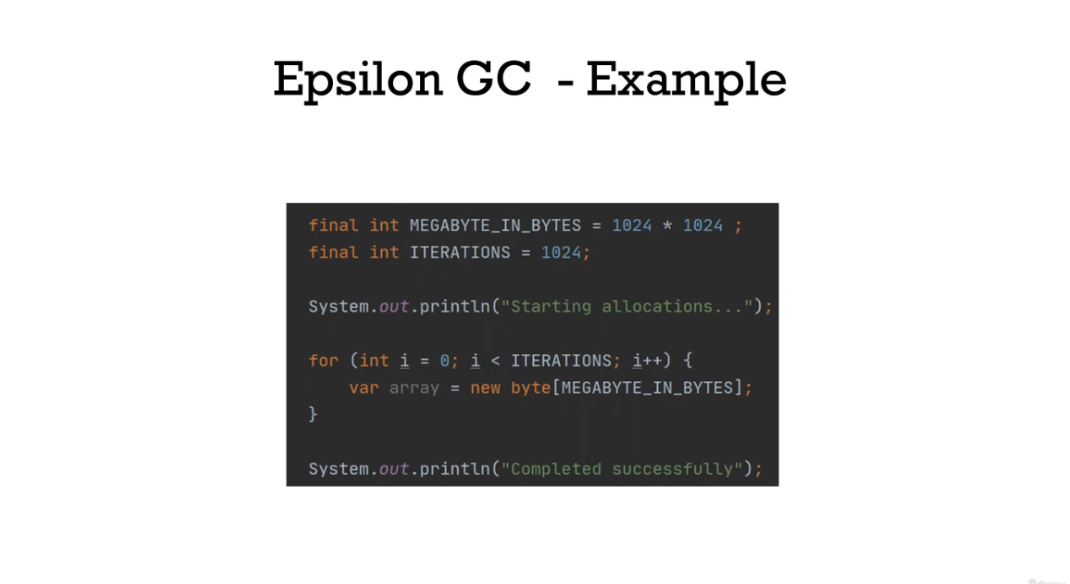 Epsilon GC - Example
final int MEGABYTE_IN_BYTES = 1024 * 1024 ;
final int ITERATIONS = 1024;
System.out.println("Starting allocations...");
for (int i = 0; i < ITERATIONS; i++) {
var array = new byte[MEGABYTE_IN_BYTES];
}
System.out.println("Completed successfully");